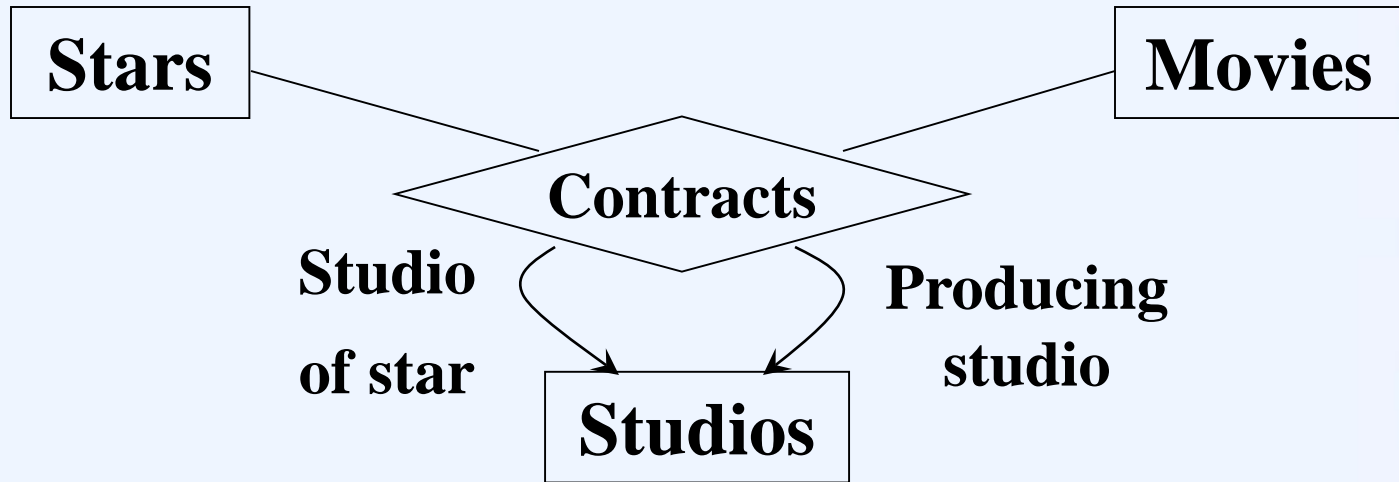 Stars
Movies
Contracts
Studio
of star
Producing
studio
Studios